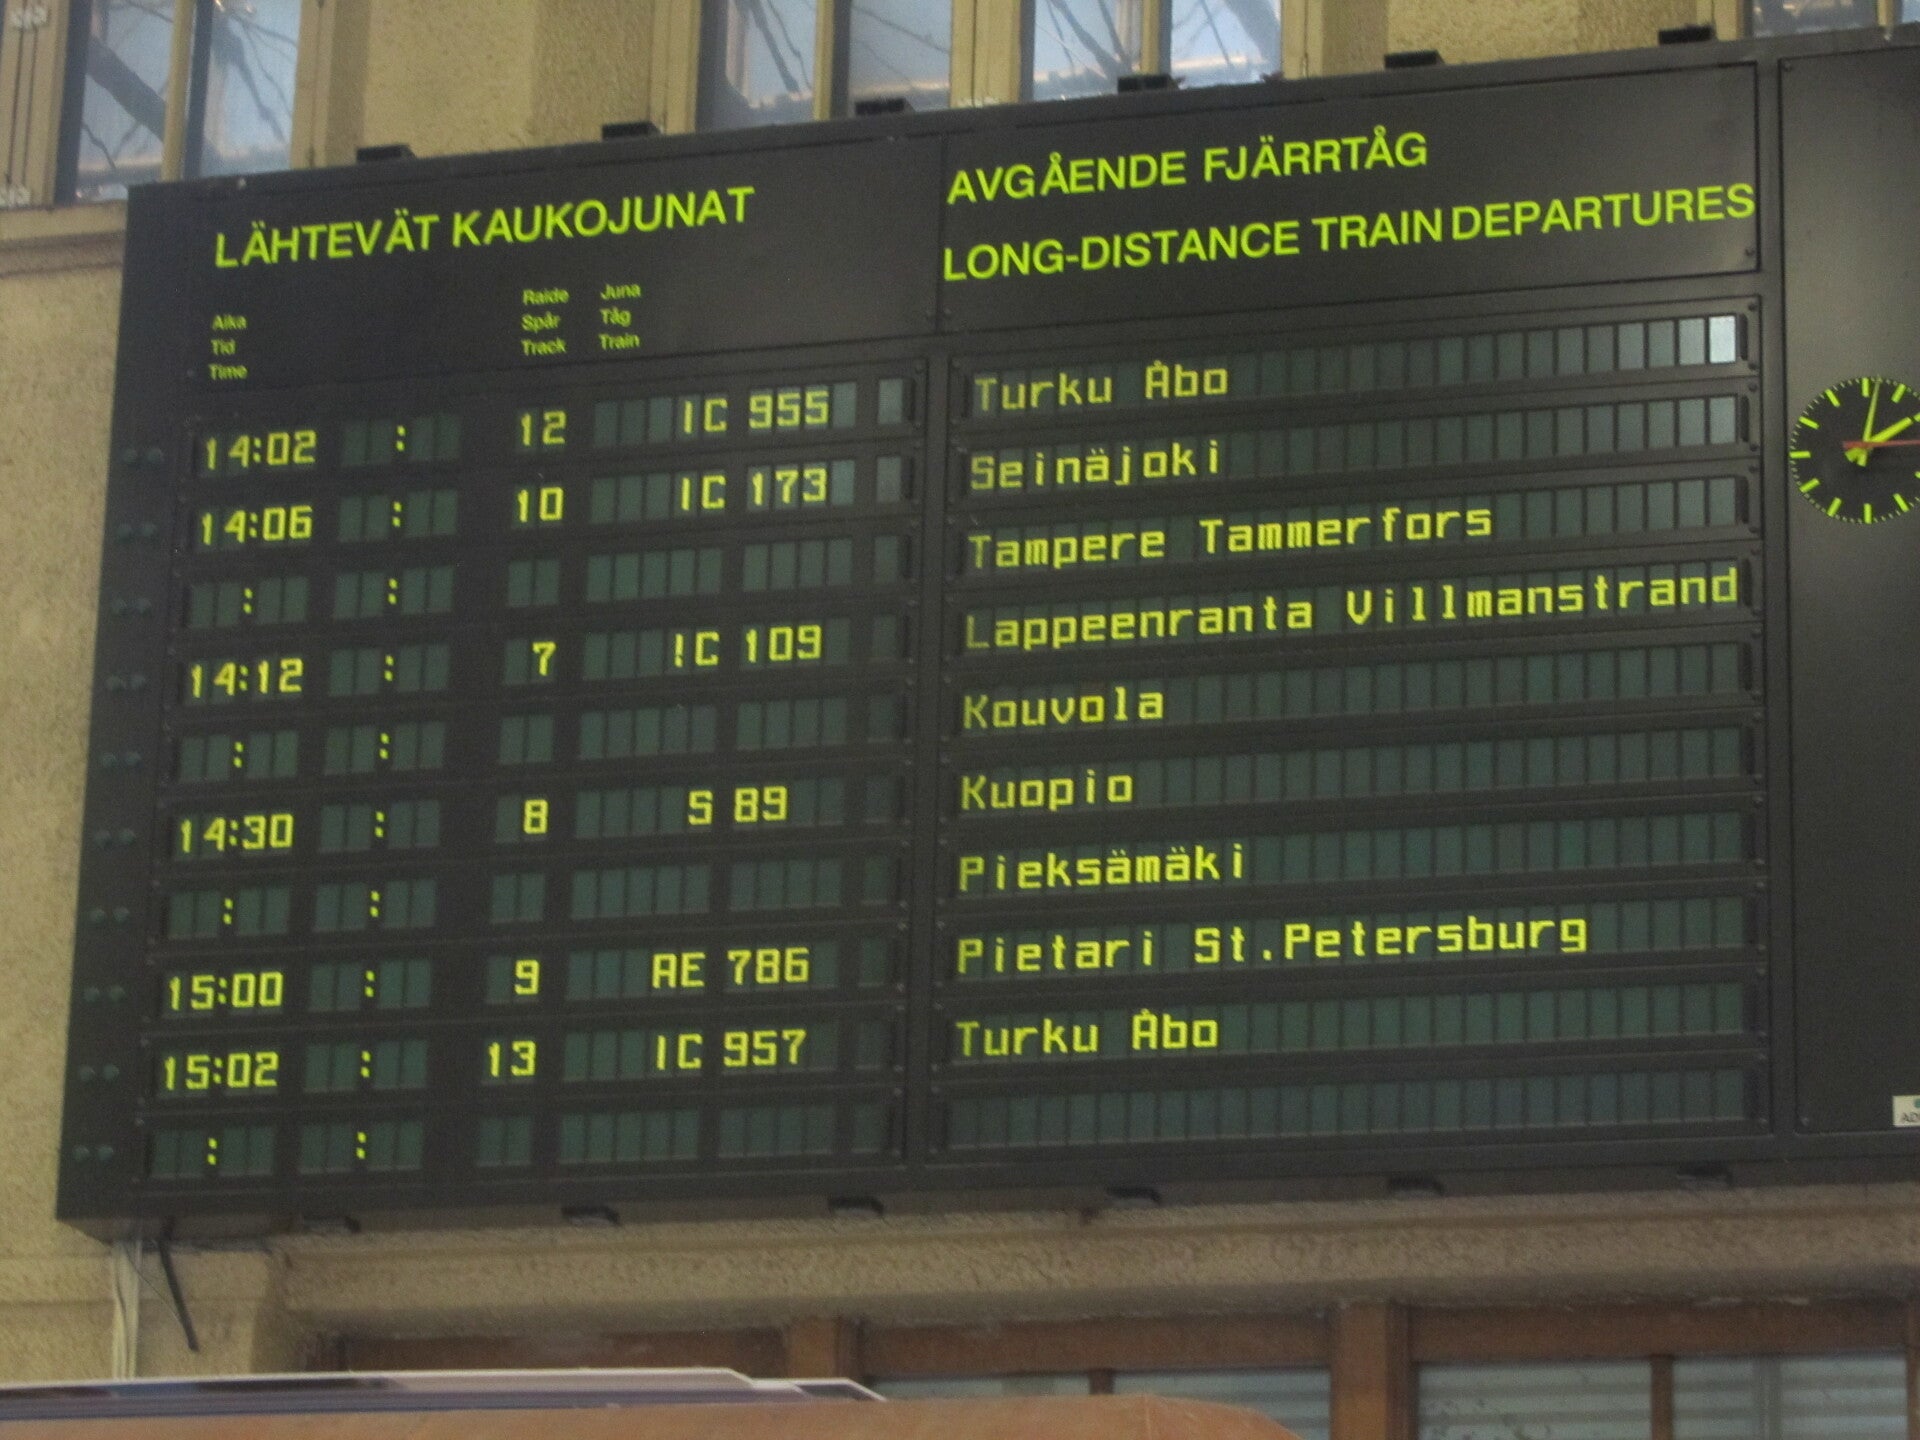 LÄHTEVÄT KAUKOJUNAT
AVGÅENDE FJÄRRTÅG
LONG-DISTANCE TRAIN DEPARTURES
Aika
Tid
Time
Raide
Spår
Track
Juna
Tåg
Train
14:02 : 12 IC 955 Turku Åbo
14:06 : 10 IC 173 Seinäjoki
: : Tampere Tammerfors
14:12 : 7 IC 109 Lappeenranta Villmanstrand
: : Kouvola
14:30 : 8 S 89 Kuopio
: : Pieksämäki
15:00 : 9 AE 786 Pietari St.Petersburg
15:02 : 13 IC 957 Turku Åbo
: :